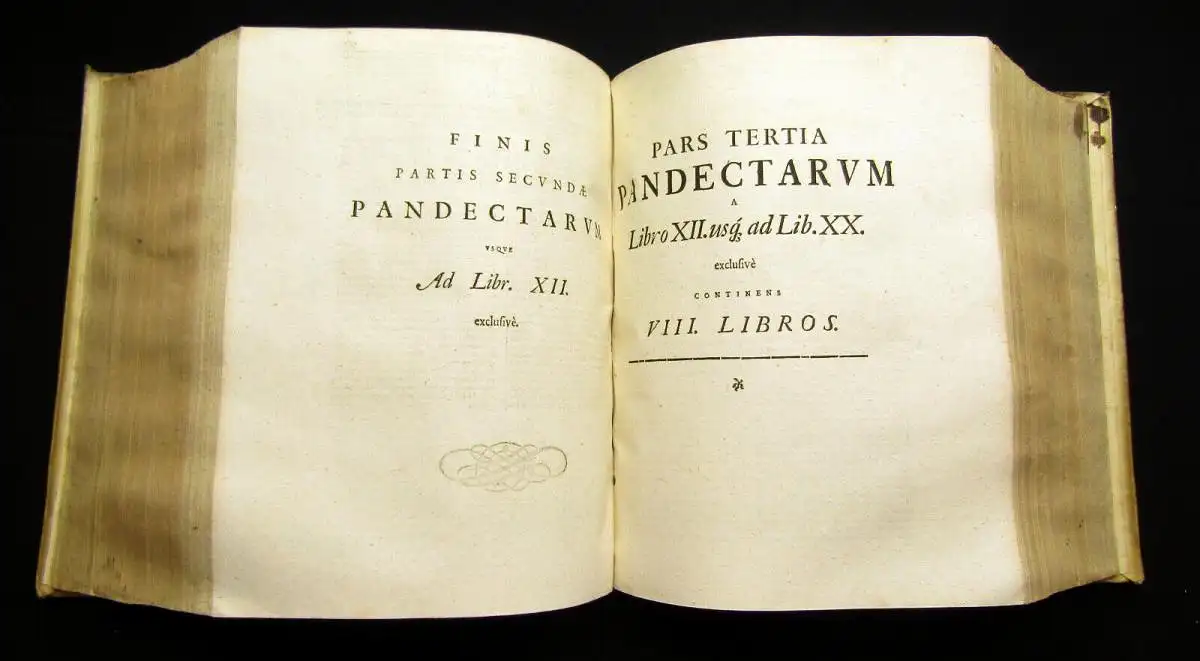 FINIS
PARTIS SECVNDÆ
PANDECTARVM
VSQVE
Ad Libr. XII.
exclusivè.
PARS TERTIA
PANDECTARVM
A
Libro XII. usq́; ad Lib. XX.
exclusivè
CONTINENS
VIII. LIBROS.